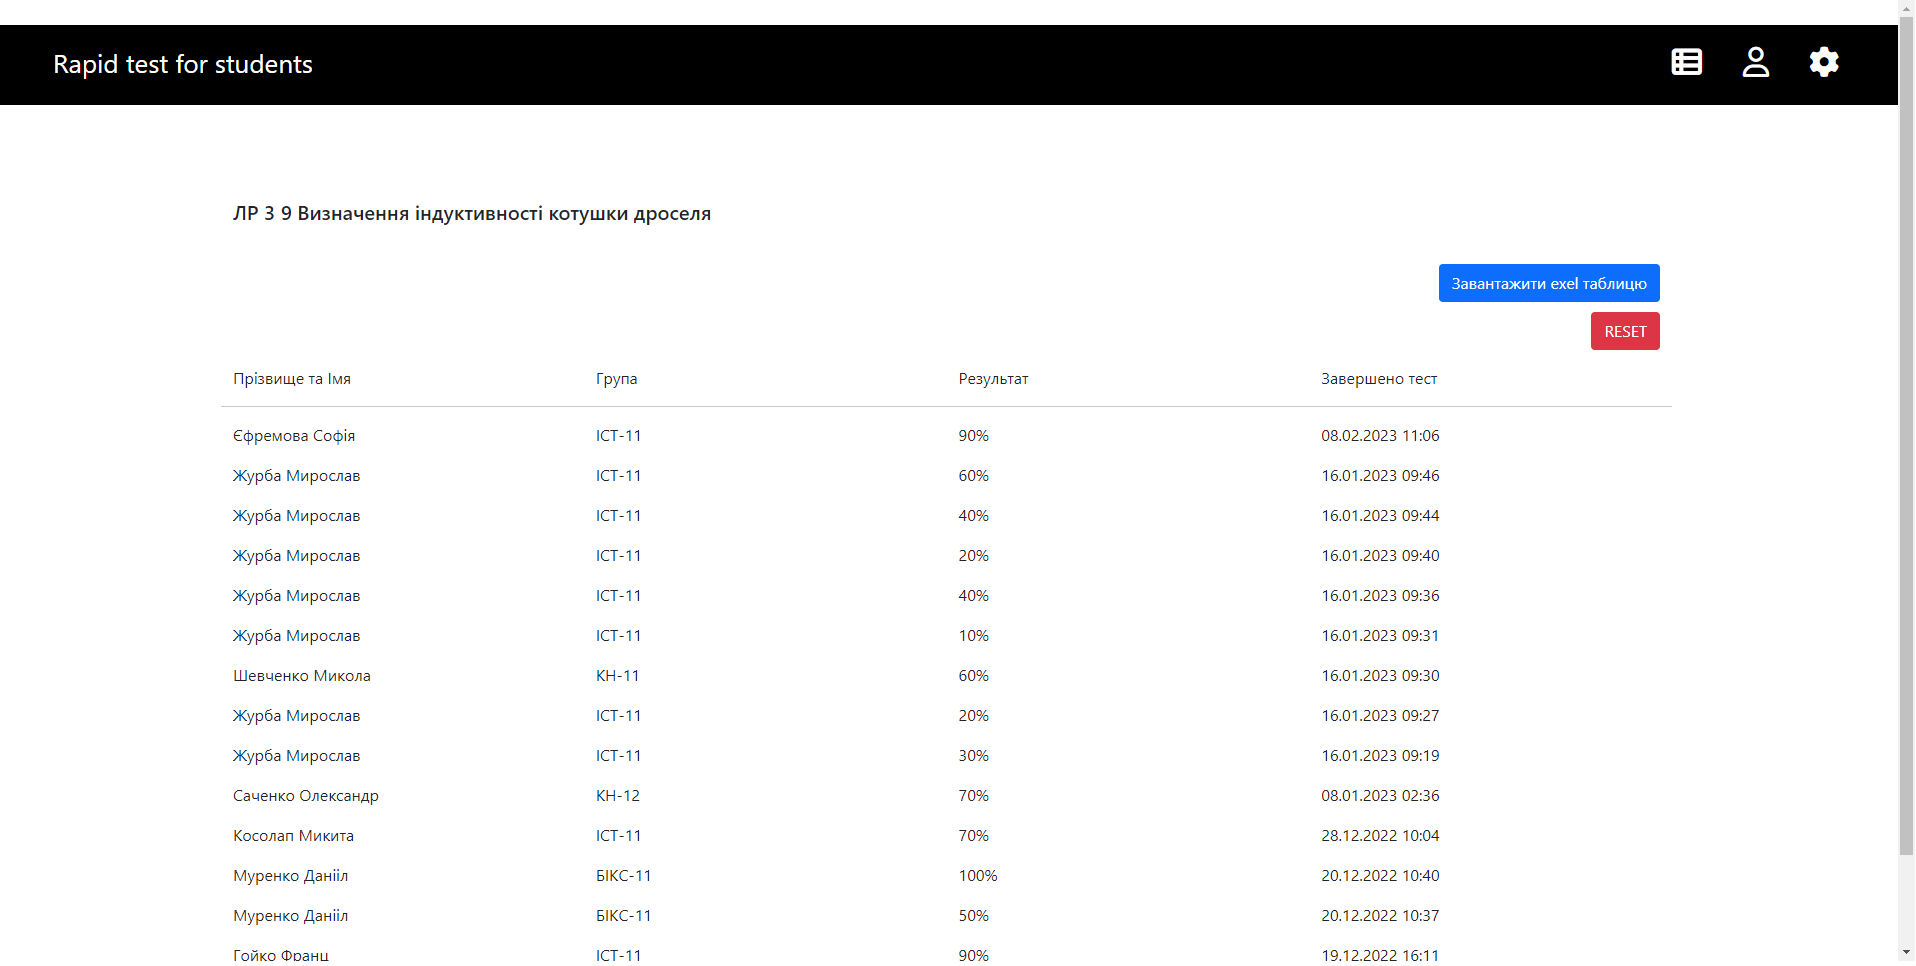 Rapid test for students
ЛР 3 9 Визначення індуктивності котушки дроселя
Завантажити exel таблицю
RESET
Прізвище та Імя Група Результат Завершено тест
Єфремова Софія ІСТ-11 90% 08.02.2023 11:06
Журба Мирослав ІСТ-11 60% 16.01.2023 09:46
Журба Мирослав ІСТ-11 40% 16.01.2023 09:44
Журба Мирослав ІСТ-11 20% 16.01.2023 09:40
Журба Мирослав ІСТ-11 40% 16.01.2023 09:36
Журба Мирослав ІСТ-11 10% 16.01.2023 09:31
Шевченко Микола КН-11 60% 16.01.2023 09:30
Журба Мирослав ІСТ-11 20% 16.01.2023 09:27
Журба Мирослав ІСТ-11 30% 16.01.2023 09:19
Саченко Олександр КН-12 70% 08.01.2023 02:36
Косолап Микита ІСТ-11 70% 28.12.2022 10:04
Муренко Данііл БІКС-11 100% 20.12.2022 10:40
Муренко Данііл БІКС-11 50% 20.12.2022 10:37
Гойко Франц ІСТ-11 90% 19.12.2022 16:11